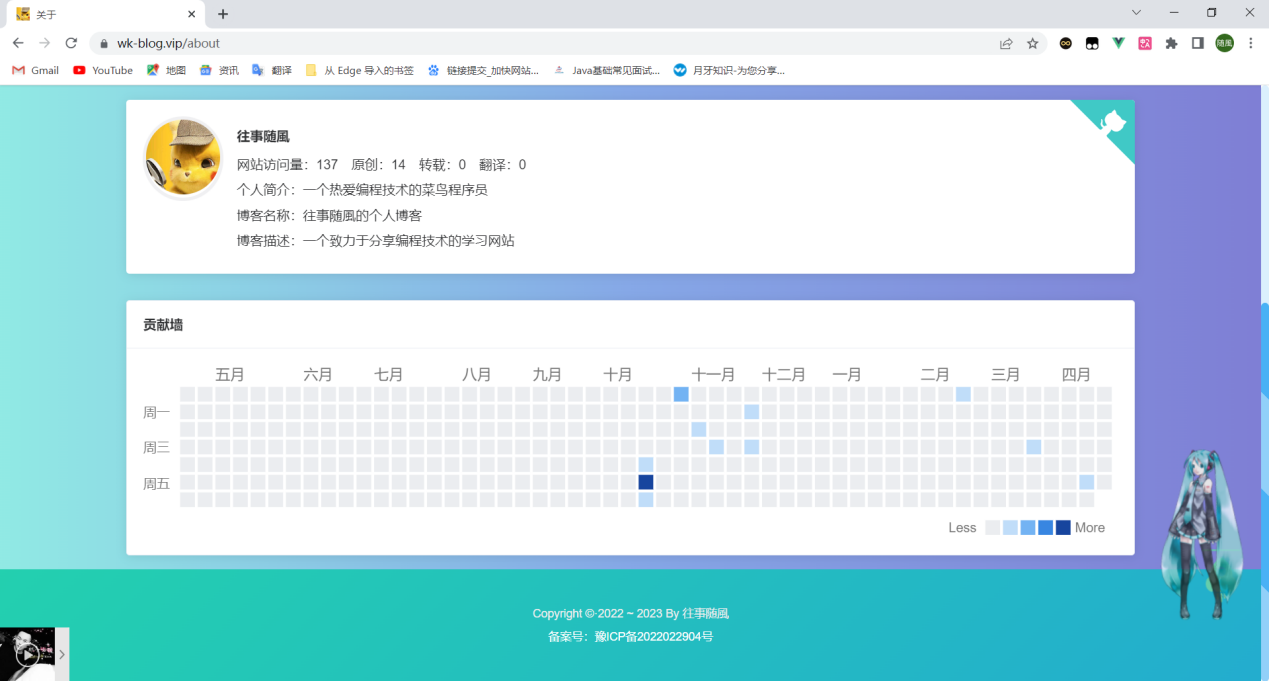 关于
wk-blog.vip/about
随風
Gmail YouTube 地图 资讯 翻译 从 Edge 导入的书签 链接提交_加快网站... Java基础常见面试... 月牙知识-为您分享...
往事随風
网站访问量：137 原创：14 转载：0 翻译：0
个人简介：一个热爱编程技术的菜鸟程序员
博客名称：往事随風的个人博客
博客描述：一个致力于分享编程技术的学习网站
贡献墙
五月 六月 七月 八月 九月 十月 十一月 十二月 一月 二月 三月 四月
周一
周三
周五
Less More
Copyright © 2022 ~ 2023 By 往事随風
备案号：豫ICP备2022022904号